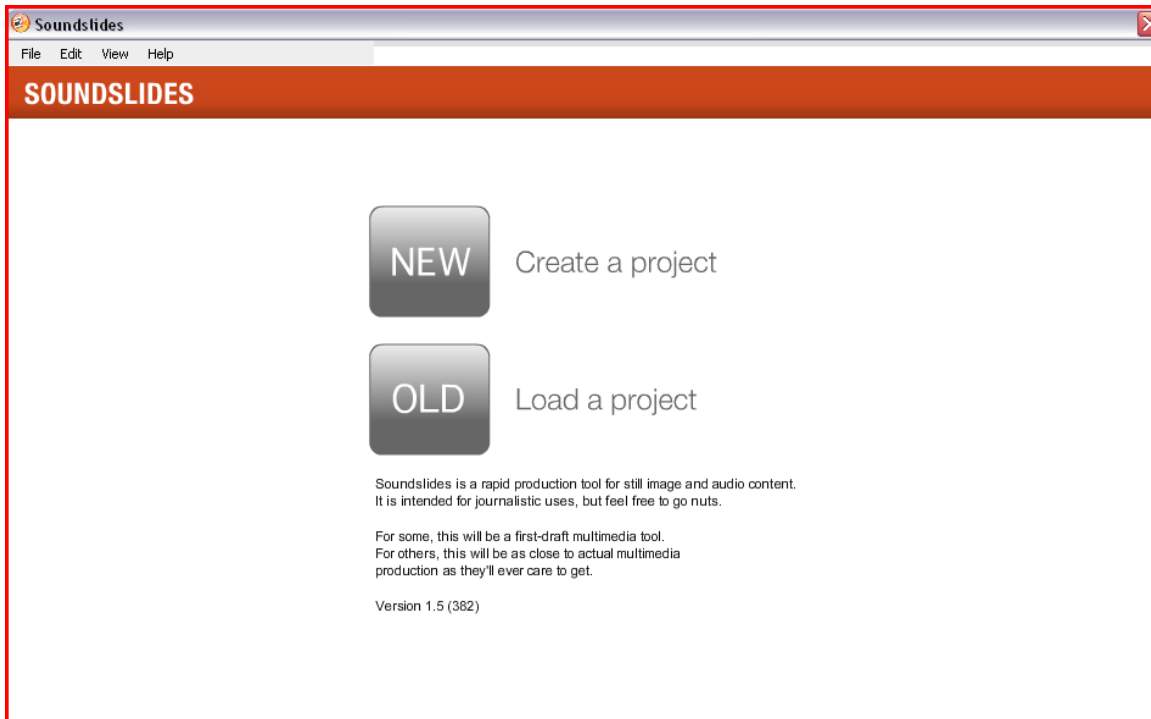 Soundslides
File Edit View Help
SOUNDSLIDES
NEW Create a project
OLD Load a project
Soundslides is a rapid production tool for still image and audio content.
It is intended for journalistic uses, but feel free to go nuts.
For some, this will be a first-draft multimedia tool.
For others, this will be as close to actual multimedia
production as they'll ever care to get.
Version 1.5 (382)